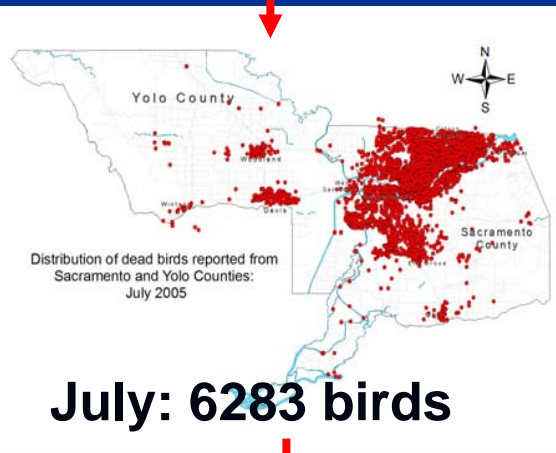 N
W E
S
Yolo County
Woodland
Winters
Davis
Sacramento
County
Distribution of dead birds reported from
Sacramento and Yolo Counties:
July 2005
July: 6283 birds